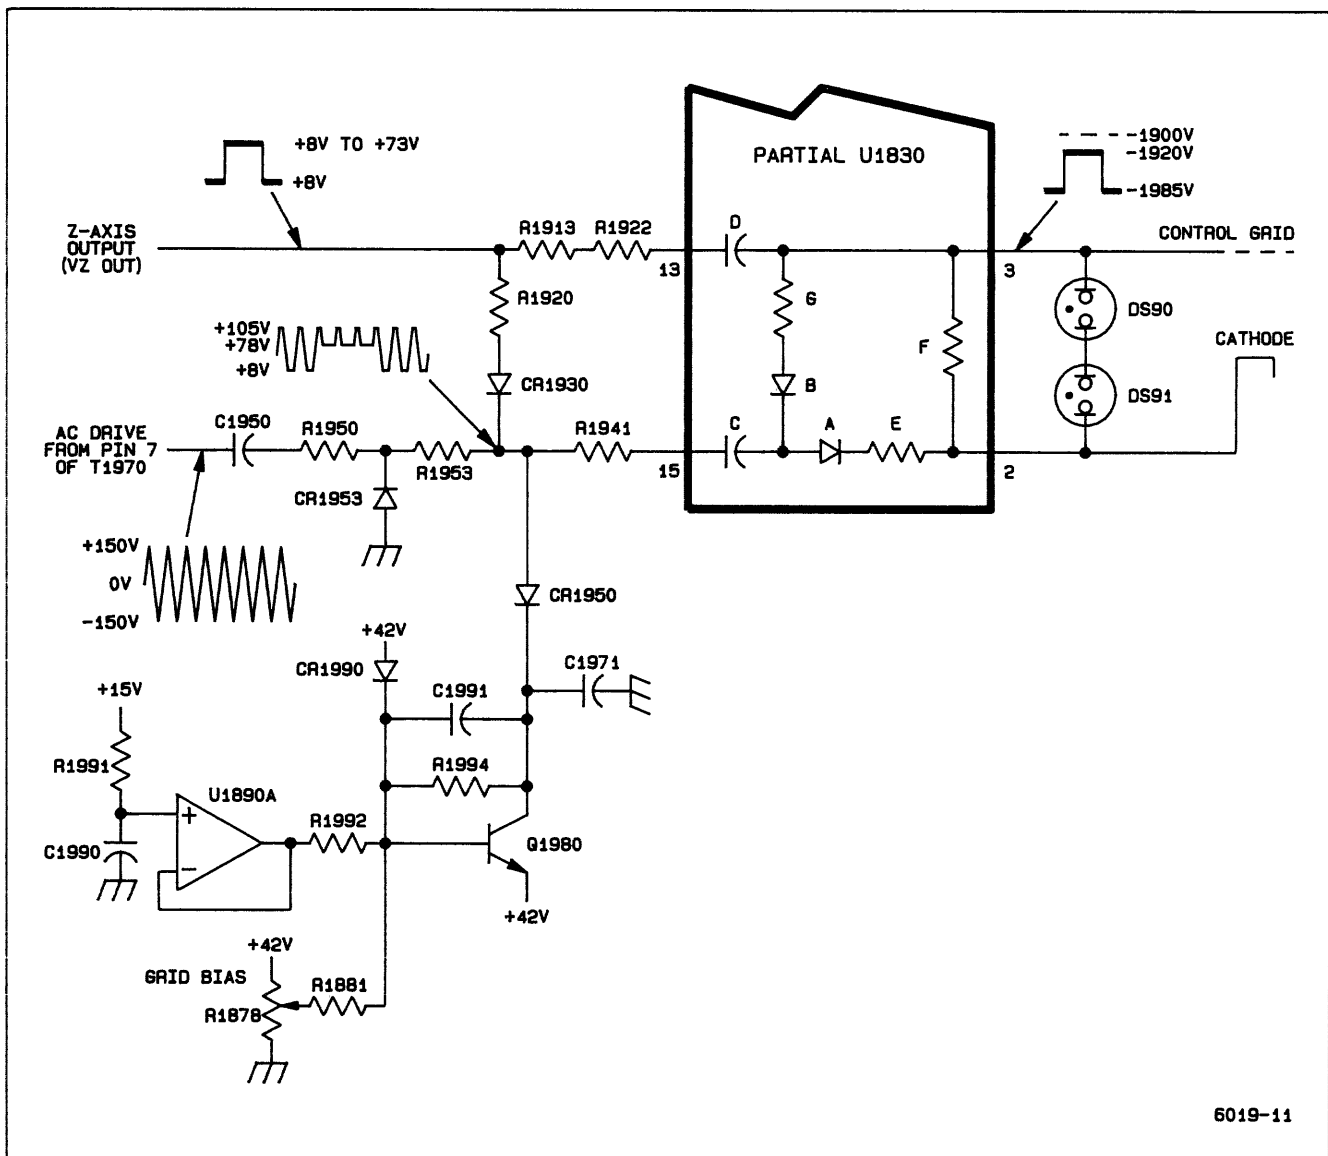 PARTIAL U1830
+8V TO +73V
+8V
-1900V
-1920V
-1985V
Z-AXIS
OUTPUT
(VZ OUT)
R1913
R1922
D
13
3
CONTROL GRID
R1920
G
DS90
+105V
+78V
+8V
F
CATHODE
CR1930
B
DS91
AC DRIVE
FROM PIN 7
OF T1970
C1950
R1950
R1953
R1941
C
A
E
15
2
CR1953
+150V
0V
-150V
CR1950
+42V
CR1990
C1971
+15V
C1991
R1991
R1994
U1890A
+
-
R1992
C1990
Q1980
+42V
+42V
GRID BIAS
R1878
R1881
6019-11